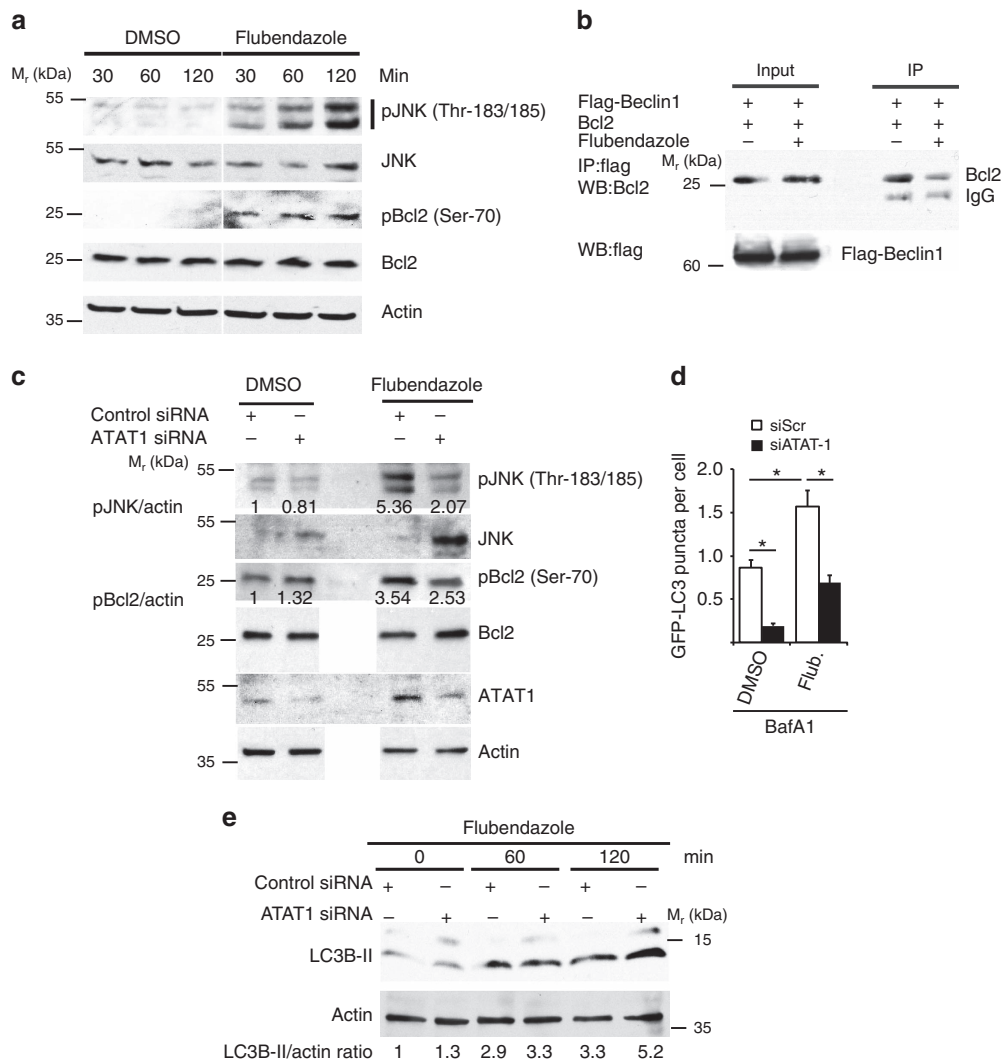 a
DMSO Flubendazole
Mr (kDa) 30 60 120 30 60 120 Min
55
pJNK (Thr-183/185)
55
JNK
25
pBcl2 (Ser-70)
25
Bcl2
35
Actin
b
Input IP
Flag-Beclin1 + + + +
Bcl2 + + + +
Flubendazole – + – +
IP:flag Mr (kDa)
WB:Bcl2 25
Bcl2
IgG
WB:flag 60
Flag-Beclin1
c
DMSO Flubendazole
Control siRNA + – + –
ATAT1 siRNA – + – +
Mr (kDa)
55
pJNK (Thr-183/185)
pJNK/actin 1 0.81 5.36 2.07
55
JNK
25
pBcl2 (Ser-70)
pBcl2/actin 1 1.32 3.54 2.53
25
Bcl2
55
ATAT1
35
Actin
d
siScr
siATAT-1
GFP-LC3 puncta per cell
2.0
1.5
1.0
0.5
* * *
DMSO Flub.
BafA1
e
Flubendazole
0 60 120 min
Control siRNA + – + – + –
ATAT1 siRNA – + – + – + Mr (kDa)
LC3B-II 15
Actin 35
LC3B-II/actin ratio 1 1.3 2.9 3.3 3.3 5.2